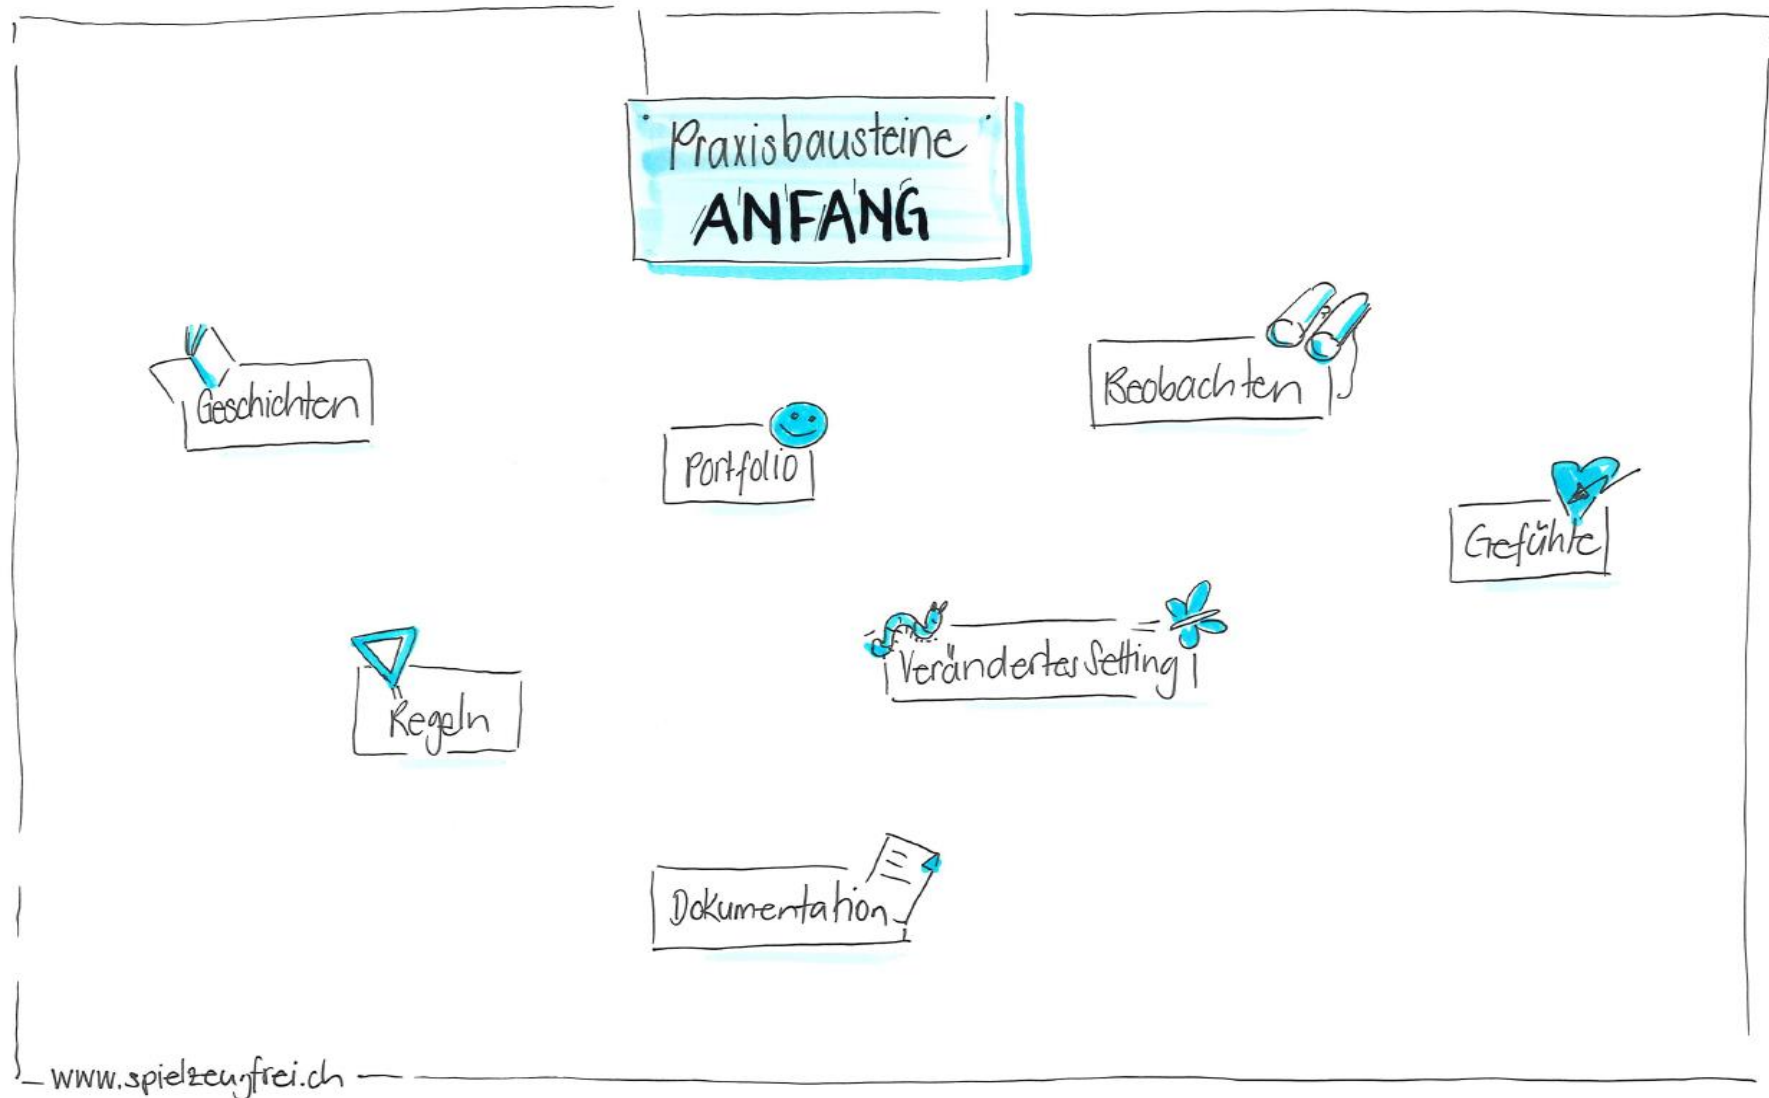 Praxisbausteine
ANFANG
Geschichten
Beobachten
Portfolio
Gefühle
Verändertes Setting
Regeln
Dokumentation
www.spielzeugfrei.ch